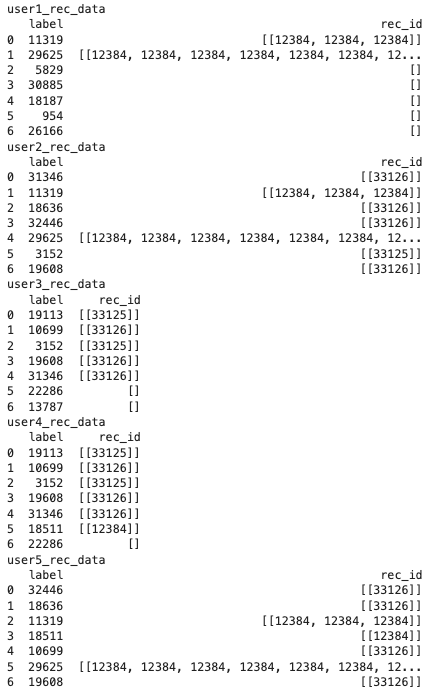 user1_rec_data
label rec_id
0 11319 [[12384, 12384, 12384]]
1 29625 [[12384, 12384, 12384, 12384, 12384, 12384, 12...
2 5829 []
3 30885 []
4 18187 []
5 954 []
6 26166 []
user2_rec_data
label rec_id
0 31346 [[33126]]
1 11319 [[12384, 12384, 12384]]
2 18636 [[33126]]
3 32446 [[33126]]
4 29625 [[12384, 12384, 12384, 12384, 12384, 12384, 12...
5 3152 [[33125]]
6 19608 [[33126]]
user3_rec_data
label rec_id
0 19113 [[33125]]
1 10699 [[33126]]
2 3152 [[33125]]
3 19608 [[33126]]
4 31346 [[33126]]
5 22286 []
6 13787 []
user4_rec_data
label rec_id
0 19113 [[33125]]
1 10699 [[33126]]
2 3152 [[33125]]
3 19608 [[33126]]
4 31346 [[33126]]
5 18511 [[12384]]
6 22286 []
user5_rec_data
label rec_id
0 32446 [[33126]]
1 18636 [[33126]]
2 11319 [[12384, 12384, 12384]]
3 18511 [[12384]]
4 10699 [[33126]]
5 29625 [[12384, 12384, 12384, 12384, 12384, 12384, 12...
6 19608 [[33126]]